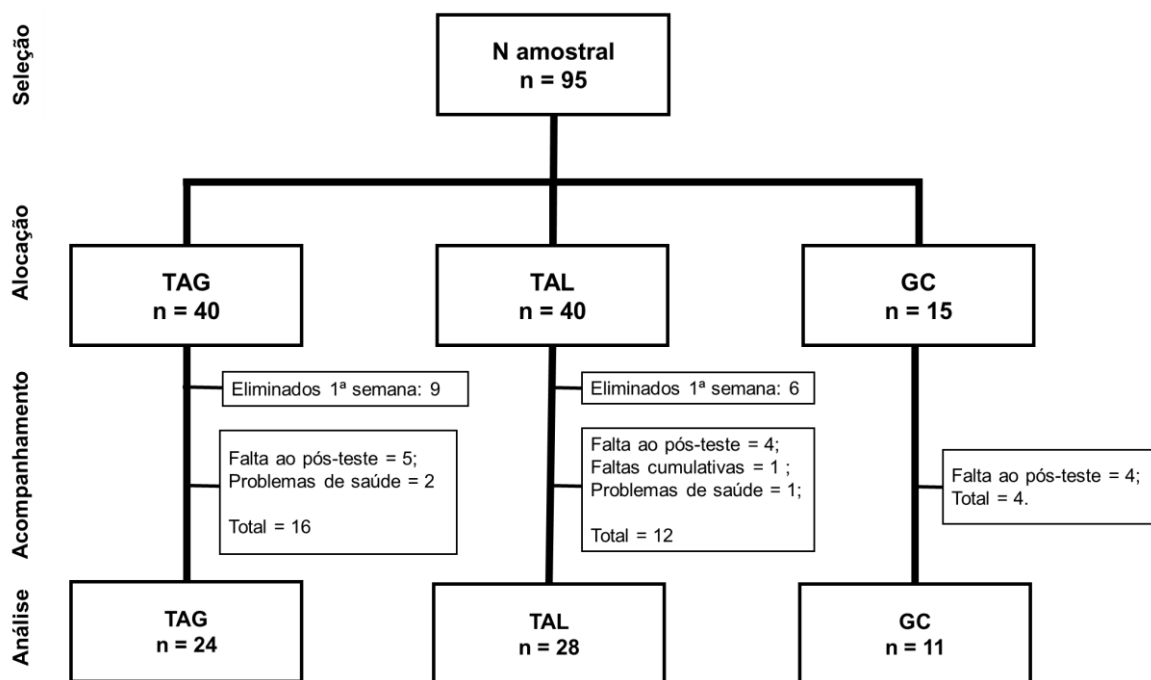 Seleção
N amostral
n = 95
Alocação
TAG
n = 40
TAL
n = 40
GC
n = 15
Acompanhamento
Eliminados 1ª semana: 9
Falta ao pós-teste = 5;
Problemas de saúde = 2
Total = 16
Eliminados 1ª semana: 6
Falta ao pós-teste = 4;
Faltas cumulativas = 1 ;
Problemas de saúde = 1;
Total = 12
Falta ao pós-teste = 4;
Total = 4.
Análise
TAG
n = 24
TAL
n = 28
GC
n = 11